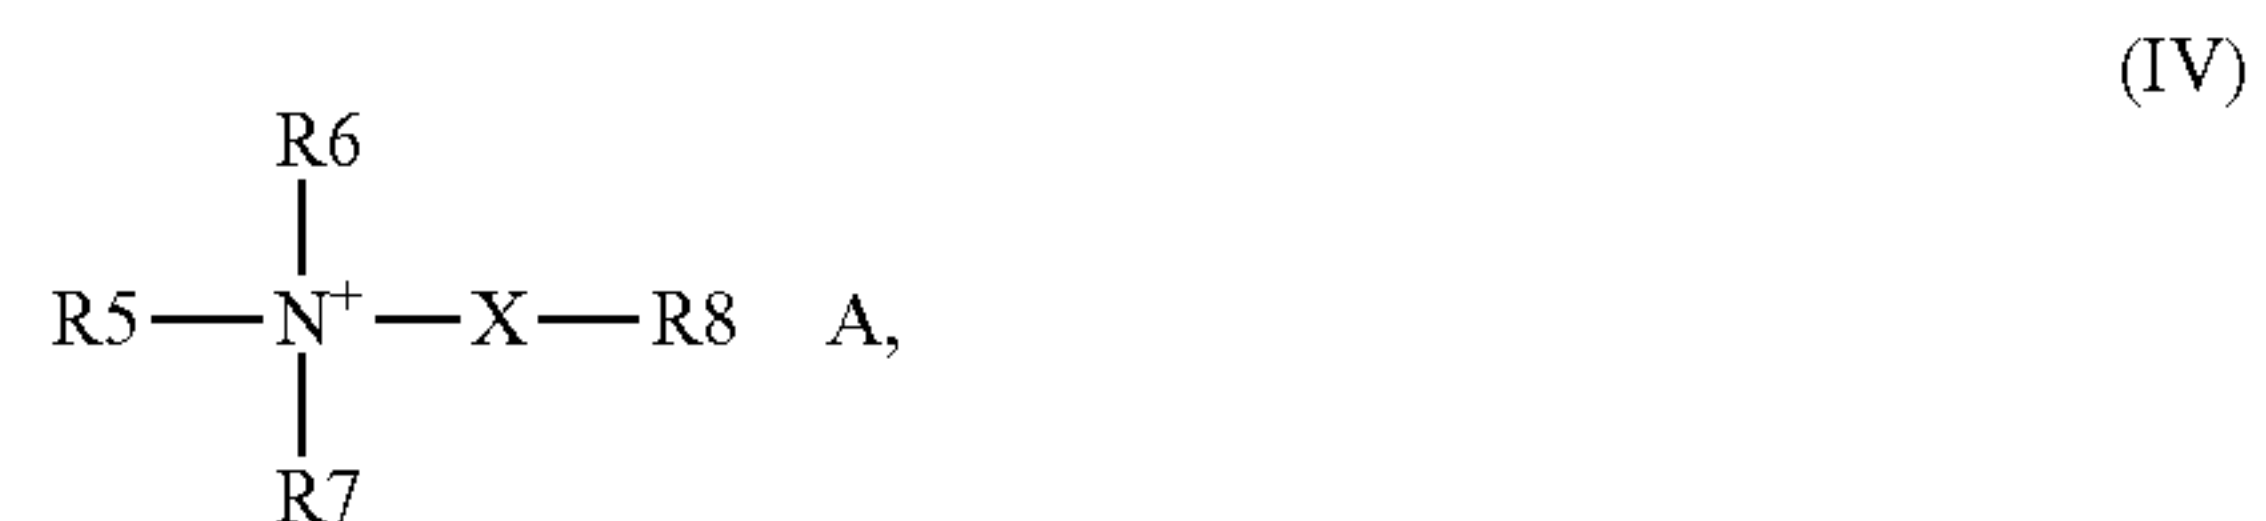 (IV)
R6
R5—N⁺—X—R8 A,
R7